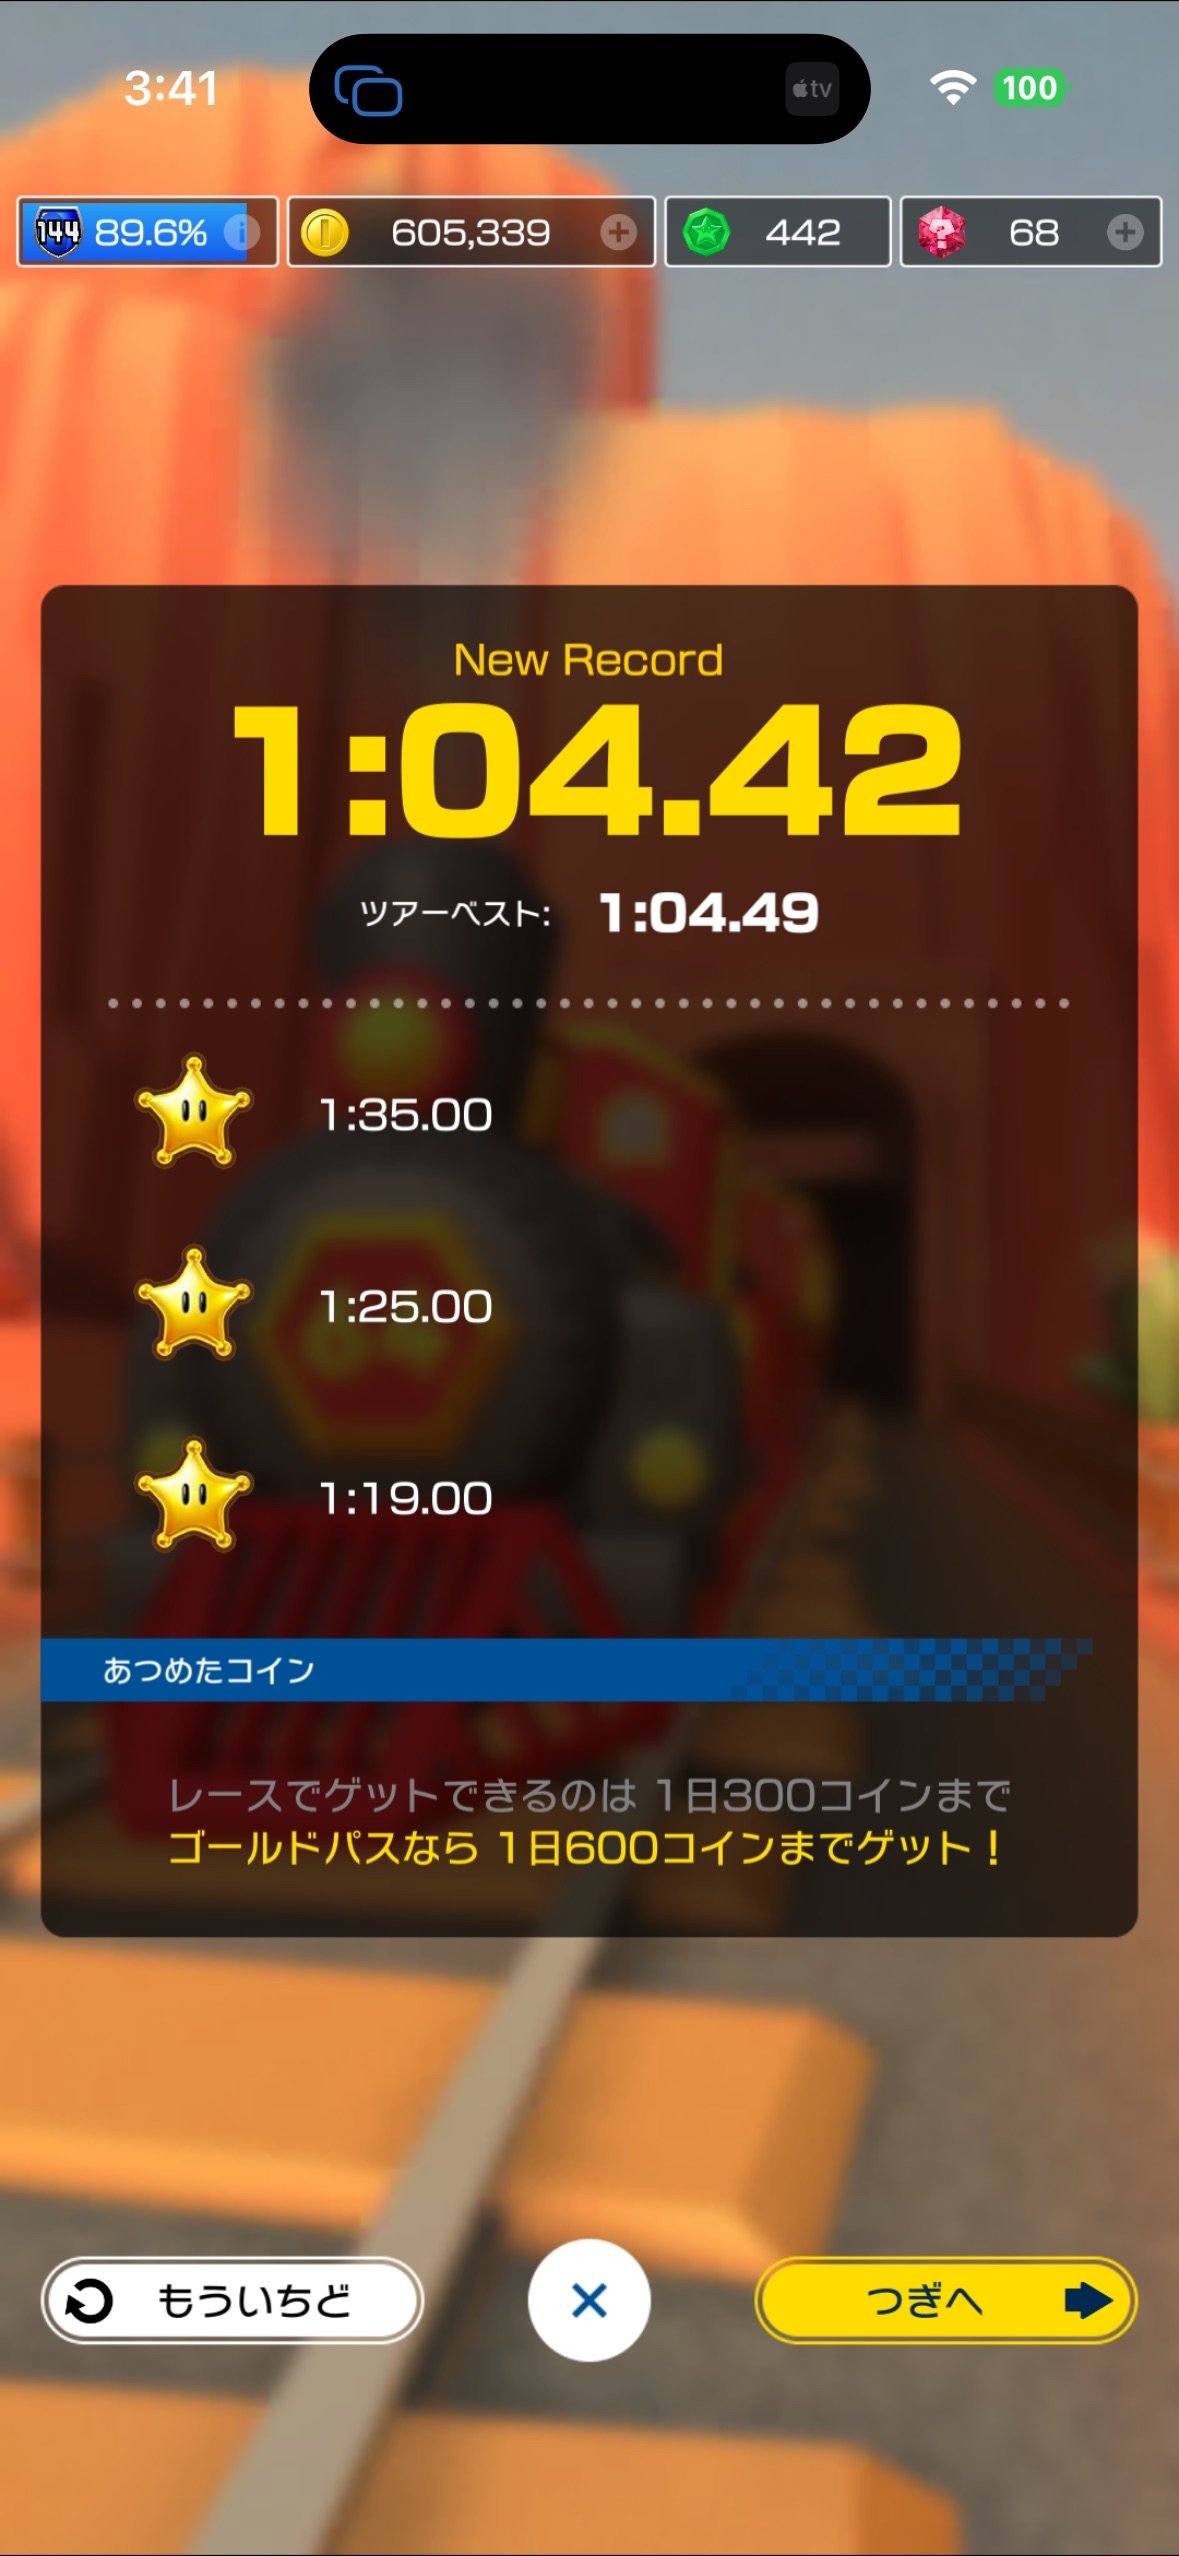 3:41
tv
100
144 89.6% i 605,339 442 68
New Record
1:04.42
ツアーベスト: 1:04.49
1:35.00
1:25.00
1:19.00
あつめたコイン
レースでゲットできるのは 1日300コインまで
ゴールドパスなら 1日600コインまでゲット！
もういちど
つぎへ